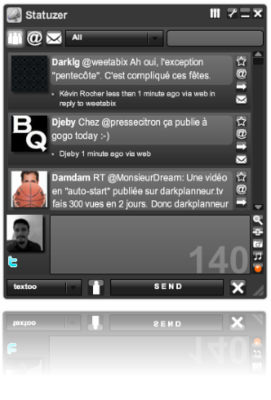 Statuzer
@ All
Darklg @weetabix Ah oui, l'exception
"pentecôte". C'est compliqué ces fêtes.
Kévin Rocher less than 1 minute ago via web in
reply to weetabix
BQ
Djeby Chez @pressecitron ça publie à
gogo today :-)
Djeby 1 minute ago via web
Damdam RT @MonsieurDream: Une vidéo
en "auto-start" publiée sur darkplanneur.tv
fais 300 vues en 2 jours. Donc darkplanneur
140
textoo SEND